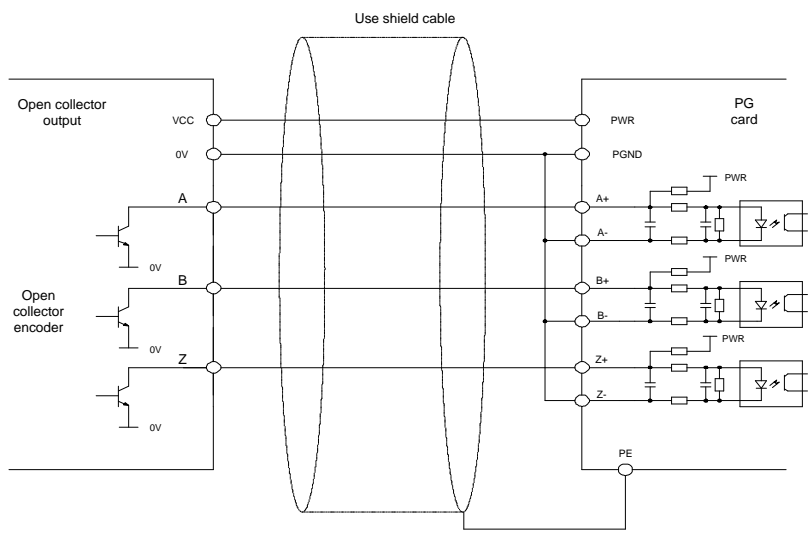 Use shield cable
Open collector
output
PG
card
VCC
PWR
0V
PGND
PWR
A
A+
A-
0V
PWR
B
B+
Open
collector
encoder
B-
0V
PWR
Z
Z+
Z-
0V
PE